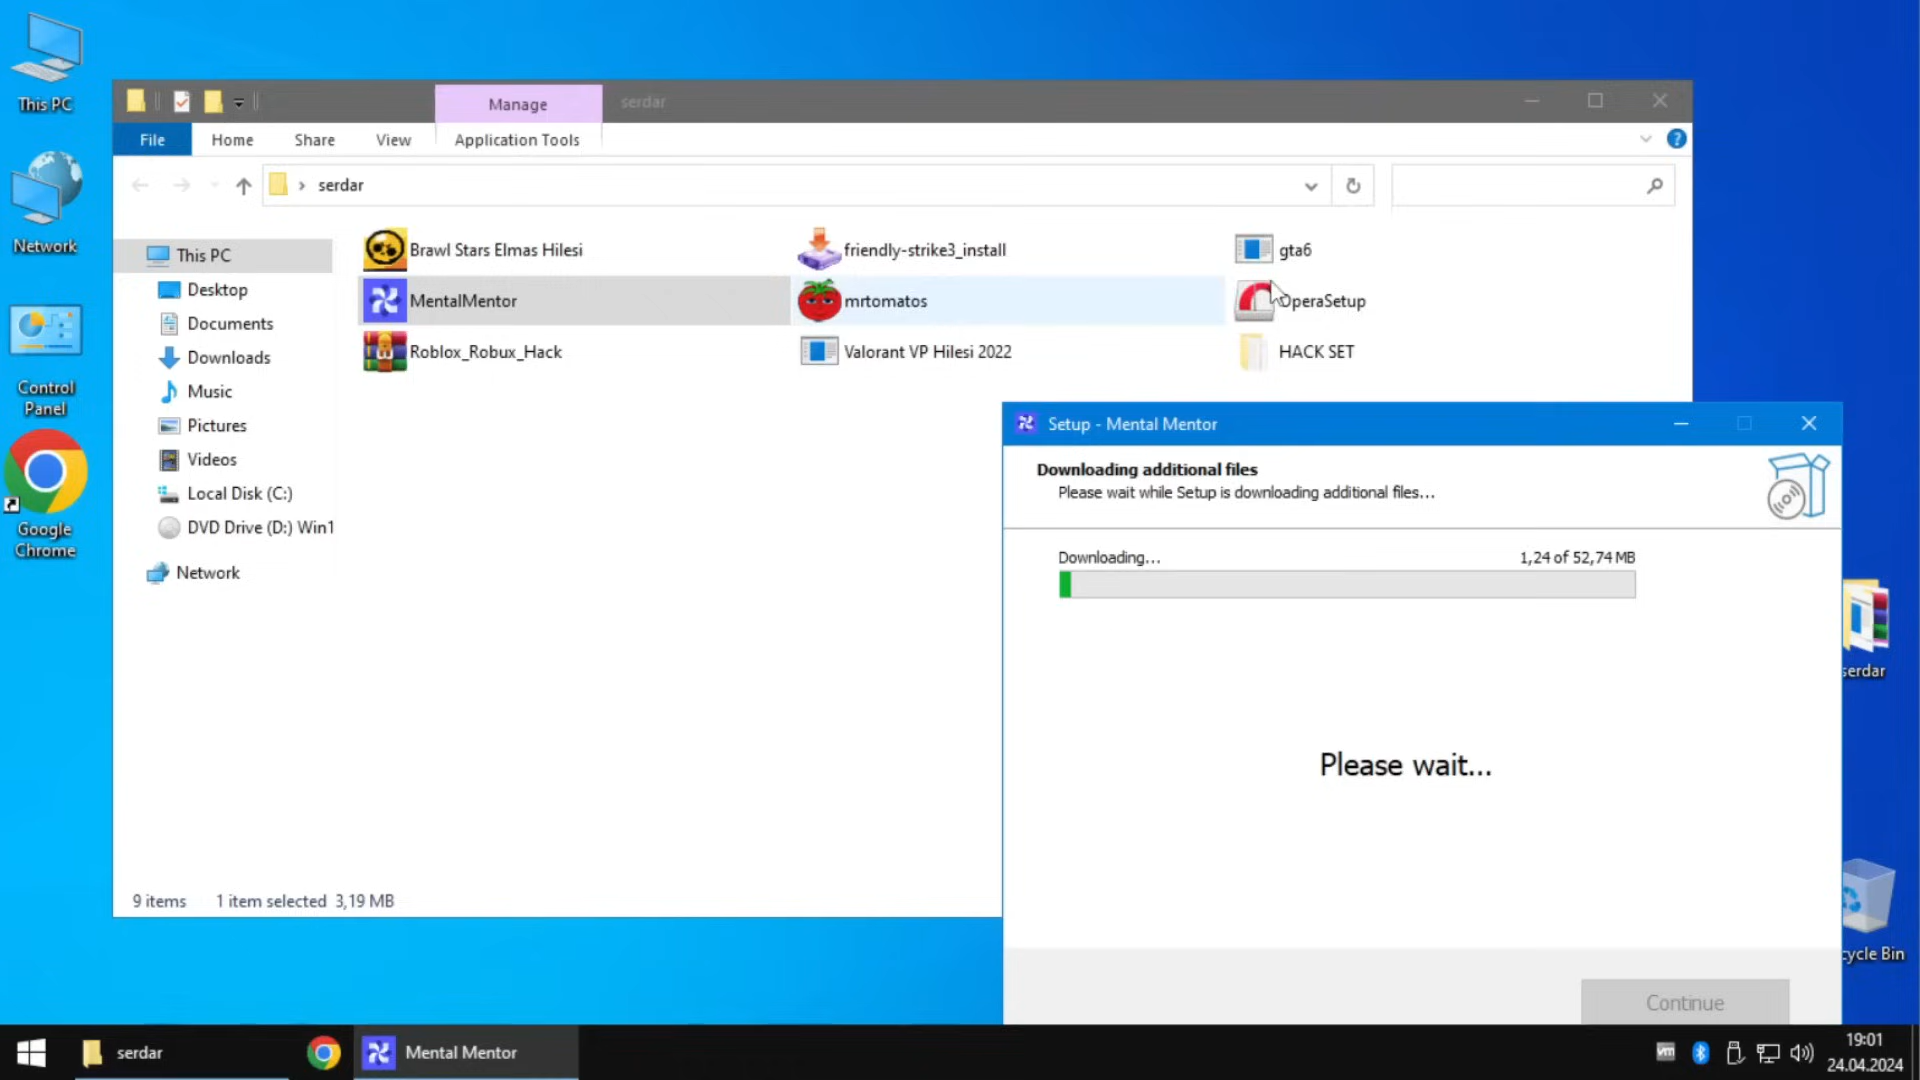 This PC
Network
Control
Panel
Google
Chrome
Manage
serdar
File
Home
Share
View
Application Tools
serdar
This PC
Desktop
Documents
Downloads
Music
Pictures
Videos
Local Disk (C:)
DVD Drive (D:) Win1
Network
Brawl Stars Elmas Hilesi
friendly-strike3_install
gta6
MentalMentor
mrtomatos
OperaSetup
Roblox_Robux_Hack
Valorant VP Hilesi 2022
HACK SET
9 items
1 item selected 3,19 MB
Setup - Mental Mentor
Downloading additional files
Please wait while Setup is downloading additional files...
Downloading...
1,24 of 52,74 MB
Please wait...
Continue
serdar
cycle Bin
serdar
Mental Mentor
vm
19:01
24.04.2024